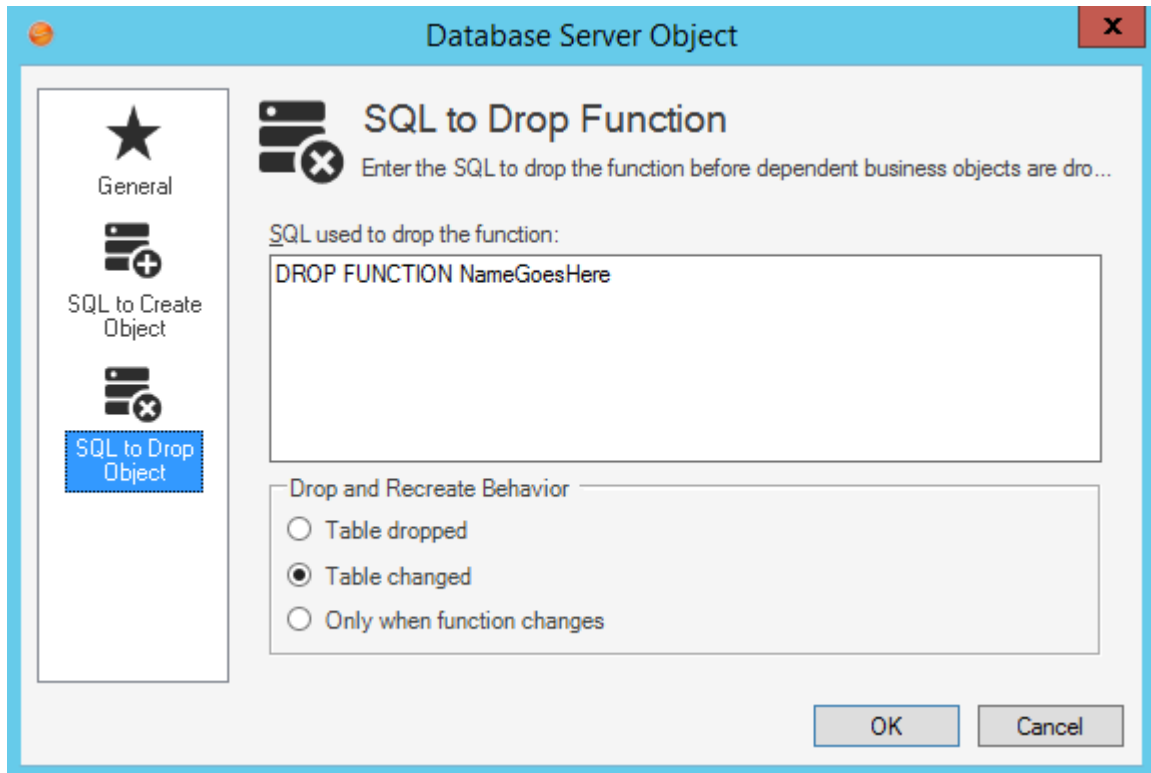 Database Server Object
x
General
SQL to Create
Object
SQL to Drop
Object
SQL to Drop Function
Enter the SQL to drop the function before dependent business objects are dro...
SQL used to drop the function:
DROP FUNCTION NameGoesHere
Drop and Recreate Behavior
Table dropped
Table changed
Only when function changes
OK
Cancel